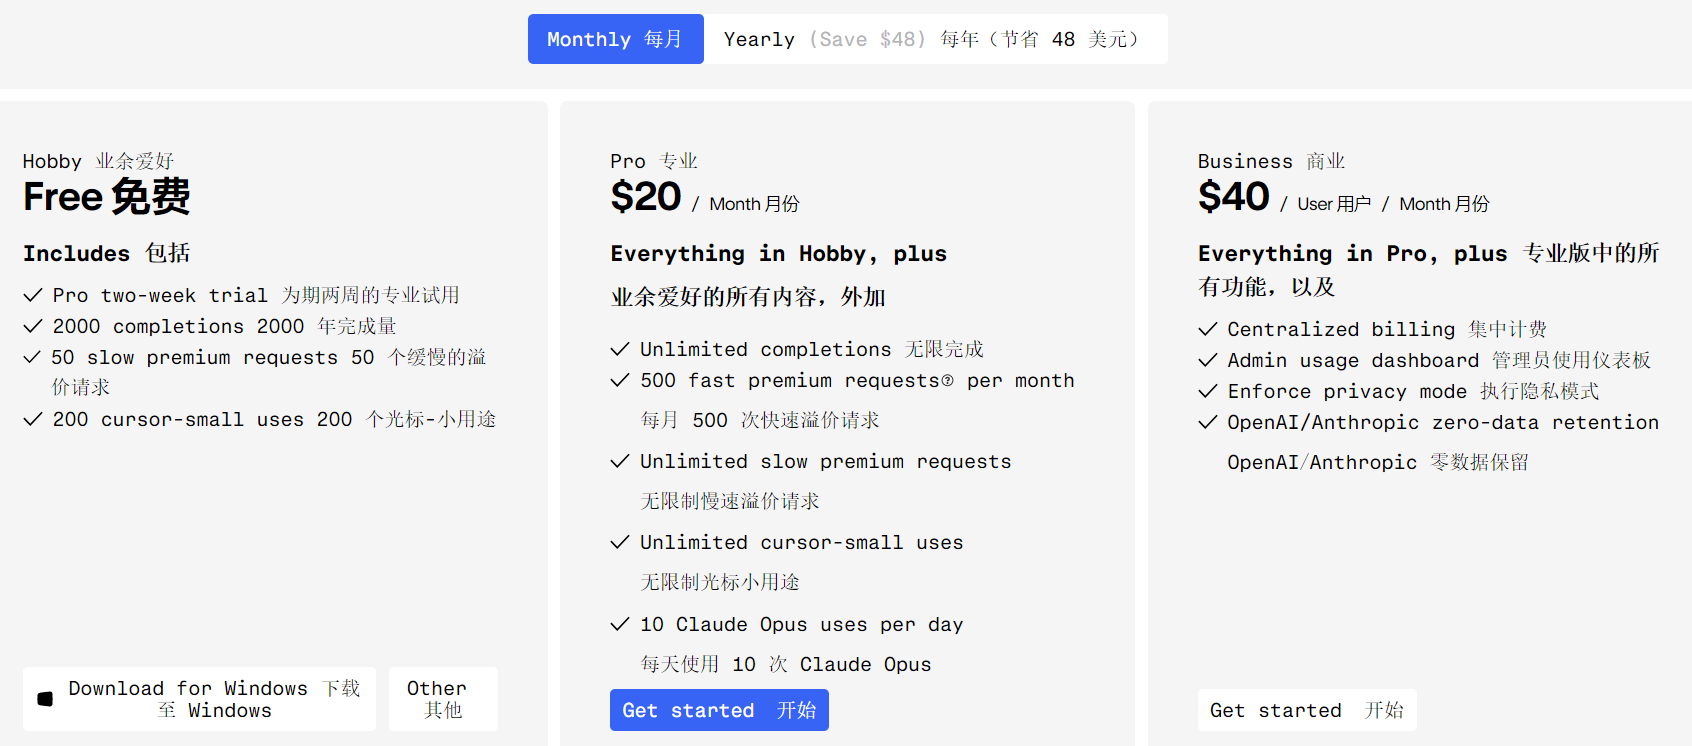 Monthly 每月
Yearly (Save $48) 每年（节省 48 美元）
Hobby 业余爱好
Free 免费
Includes 包括
Pro two-week trial 为期两周的专业试用
2000 completions 2000 年完成量
50 slow premium requests 50 个缓慢的溢
价请求
200 cursor-small uses 200 个光标-小用途
Download for Windows 下载
至 Windows
Other
其他
Pro 专业
$20 / Month 月份
Everything in Hobby, plus
业余爱好的所有内容，外加
Unlimited completions 无限完成
500 fast premium requests? per month
每月 500 次快速溢价请求
Unlimited slow premium requests
无限制慢速溢价请求
Unlimited cursor-small uses
无限制光标小用途
10 Claude Opus uses per day
每天使用 10 次 Claude Opus
Get started 开始
Business 商业
$40 / User 用户 / Month 月份
Everything in Pro, plus 专业版中的所
有功能，以及
Centralized billing 集中计费
Admin usage dashboard 管理员使用仪表板
Enforce privacy mode 执行隐私模式
OpenAI/Anthropic zero-data retention
OpenAI/Anthropic 零数据保留
Get started 开始